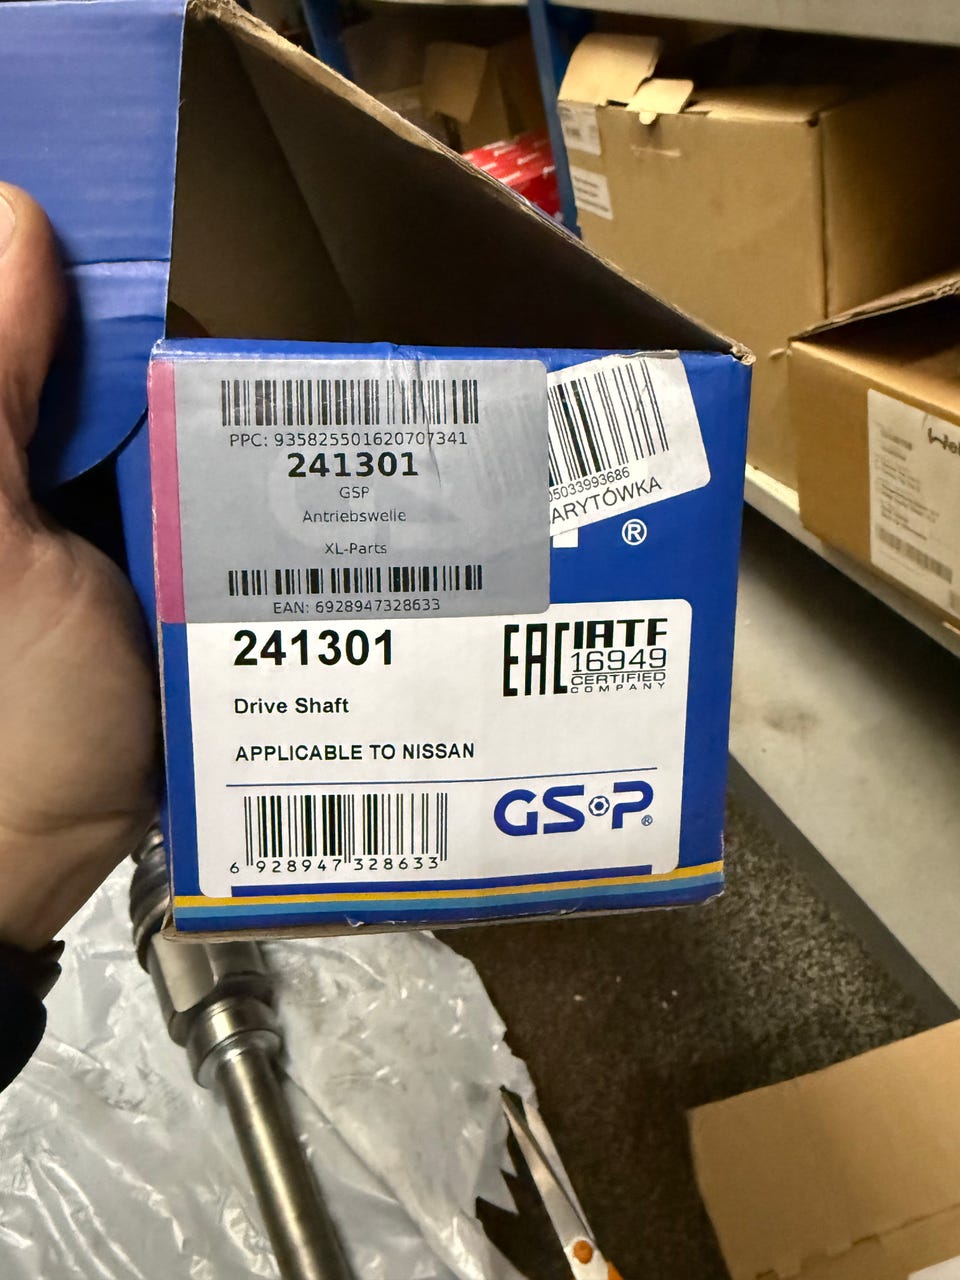 PPC: 935825501620707341
241301
GSP
Antriebswelle
XL-Parts
EAN: 6928947328633
05033993686
ARYTÓWKA
®
241301
Drive Shaft
APPLICABLE TO NISSAN
EAC
IATF
16949
CERTIFIED
COMPANY
6 928947 328633
GSP®